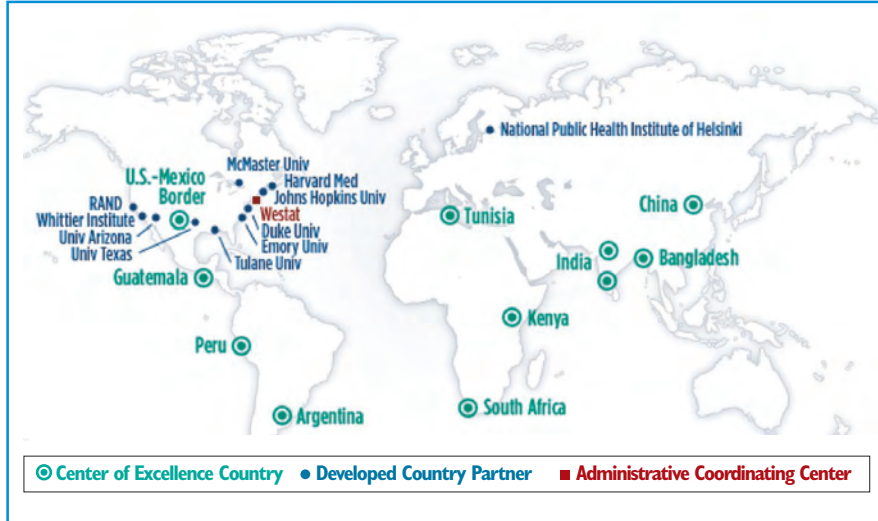 National Public Health Institute of Helsinki
McMaster Univ
U.S.-Mexico
Border
Harvard Med
Johns Hopkins Univ
RAND
Westat
Whittier Institute
Duke Univ
Univ Arizona
Emory Univ
Univ Texas
Tulane Univ
Guatemala
Tunisia
China
India
Bangladesh
Kenya
Peru
Argentina
South Africa
Center of Excellence Country
Developed Country Partner
Administrative Coordinating Center